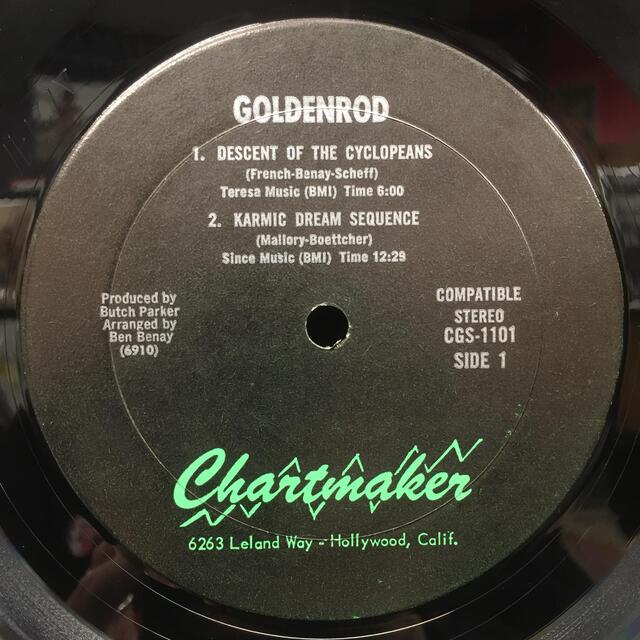 GOLDENROD
1. DESCENT OF THE CYCLOPEANS
(French-Benay-Scheff)
Teresa Music (BMI) Time 6:00
2. KARMIC DREAM SEQUENCE
(Mallory-Boettcher)
Since Music (BMI) Time 12:29
Produced by
Butch Parker
Arranged by
Ben Benay
(6910)
COMPATIBLE
STEREO
CGS-1101
SIDE 1
Chartmaker
6263 Leland Way - Hollywood, Calif.